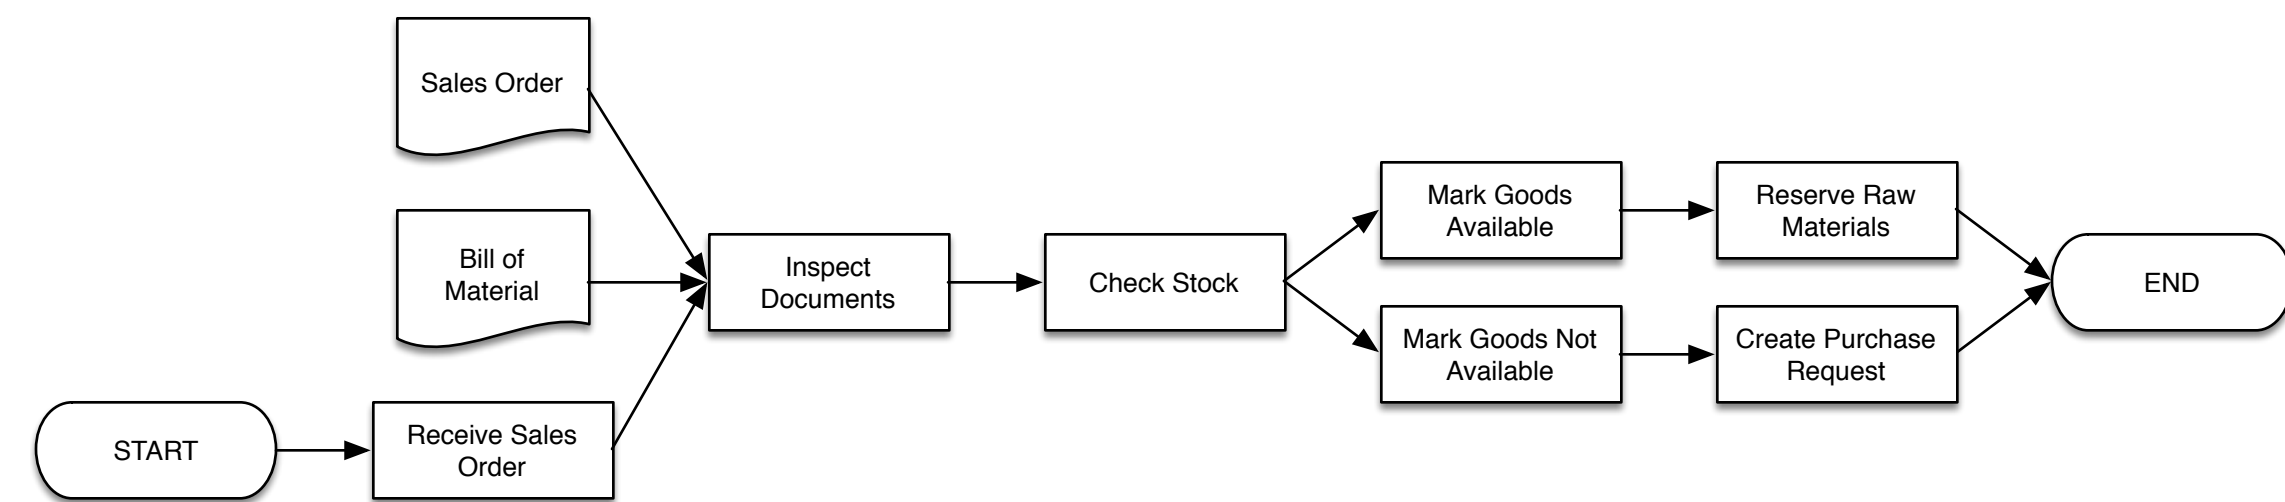 Sales Order
Bill of
Material
START
Receive Sales
Order
Inspect
Documents
Check Stock
Mark Goods
Available
Reserve Raw
Materials
Mark Goods Not
Available
Create Purchase
Request
END